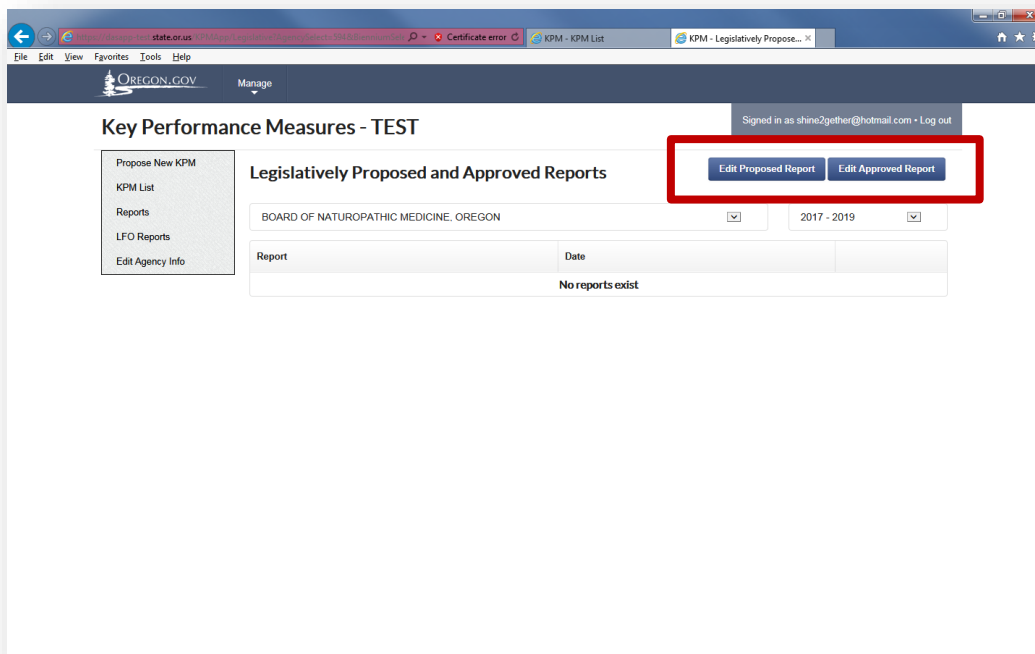 state.or.us
Certificate error
KPM - KPM List
KPM - Legislatively Propose...
File Edit View Favorites Tools Help
OREGON.GOV
Manage
Key Performance Measures - TEST
Signed in as shine2gether@hotmail.com • Log out
Propose New KPM
KPM List
Reports
LFO Reports
Edit Agency Info
Legislatively Proposed and Approved Reports
Edit Proposed Report
Edit Approved Report
BOARD OF NATUROPATHIC MEDICINE, OREGON
2017 - 2019
Report Date
No reports exist